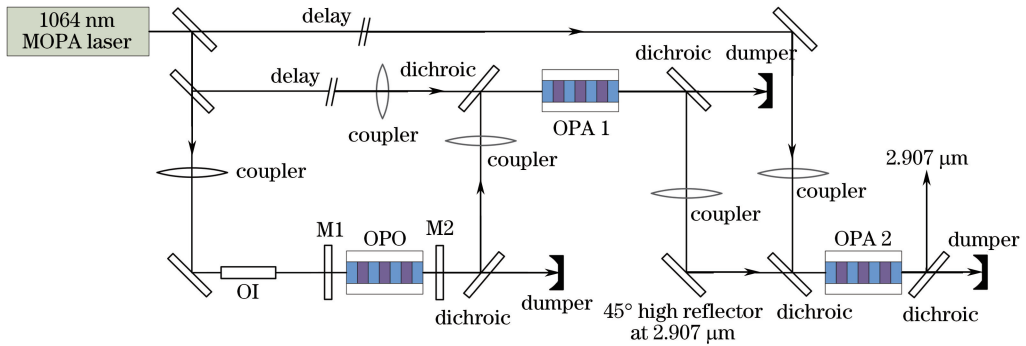 1064 nm
MOPA laser
delay
delay
dichroic
coupler
dichroic
dumper
OPA 1
coupler
coupler
coupler
coupler
2.907 μm
M1
OPO
M2
OI
dichroic
dumper
45° high reflector
at 2.907 μm
OPA 2
dichroic
dumper
dichroic